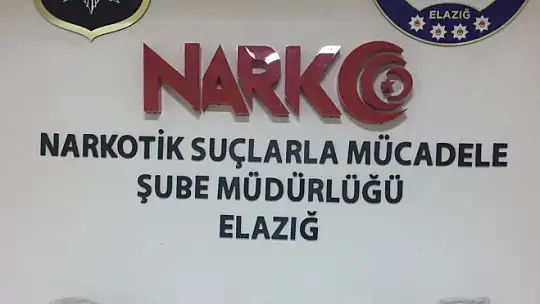 ELAZIĞ
NARKO
NARKOTİK SUÇLARLA MÜCADELE
ŞUBE MÜDÜRLÜĞÜ
ELAZIĞ